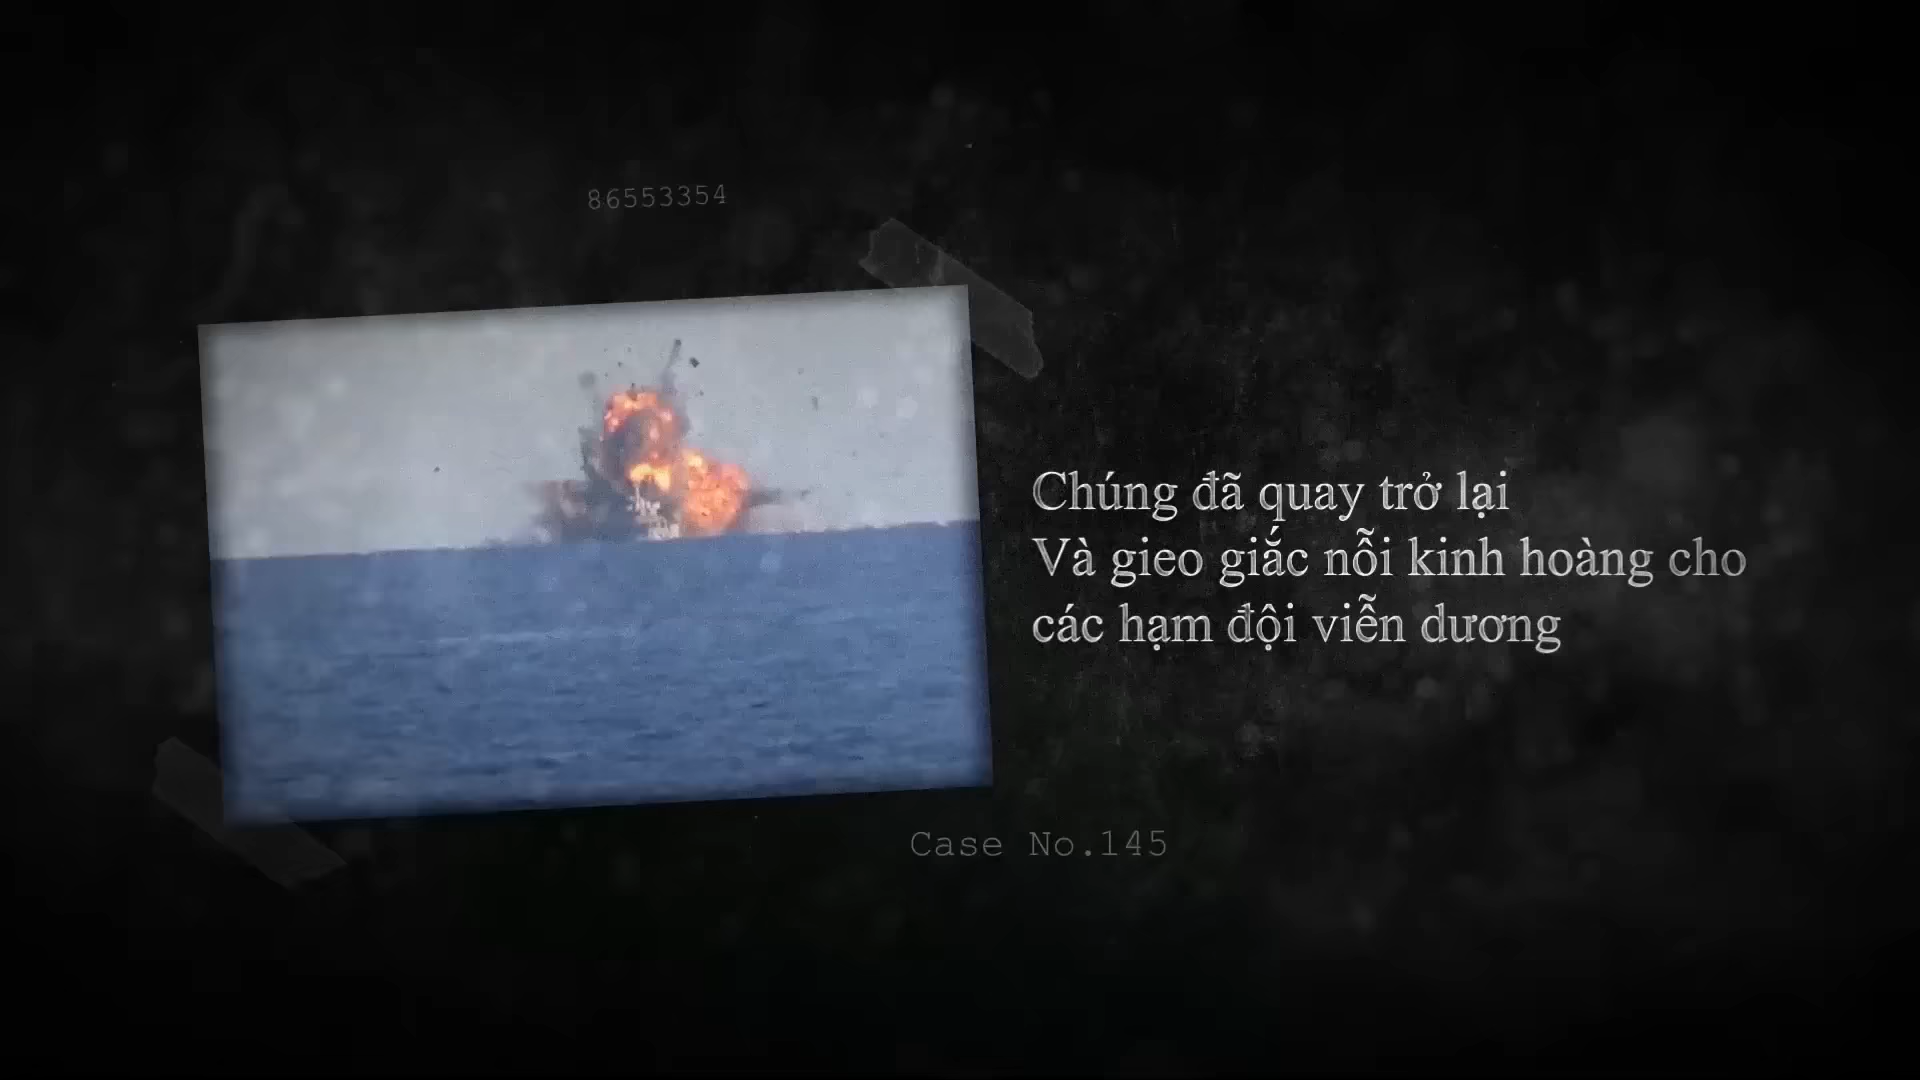 86553354
Chúng đã quay trở lại
Và gieo giắc nỗi kinh hoàng cho
các hạm đội viễn dương
Case No.145